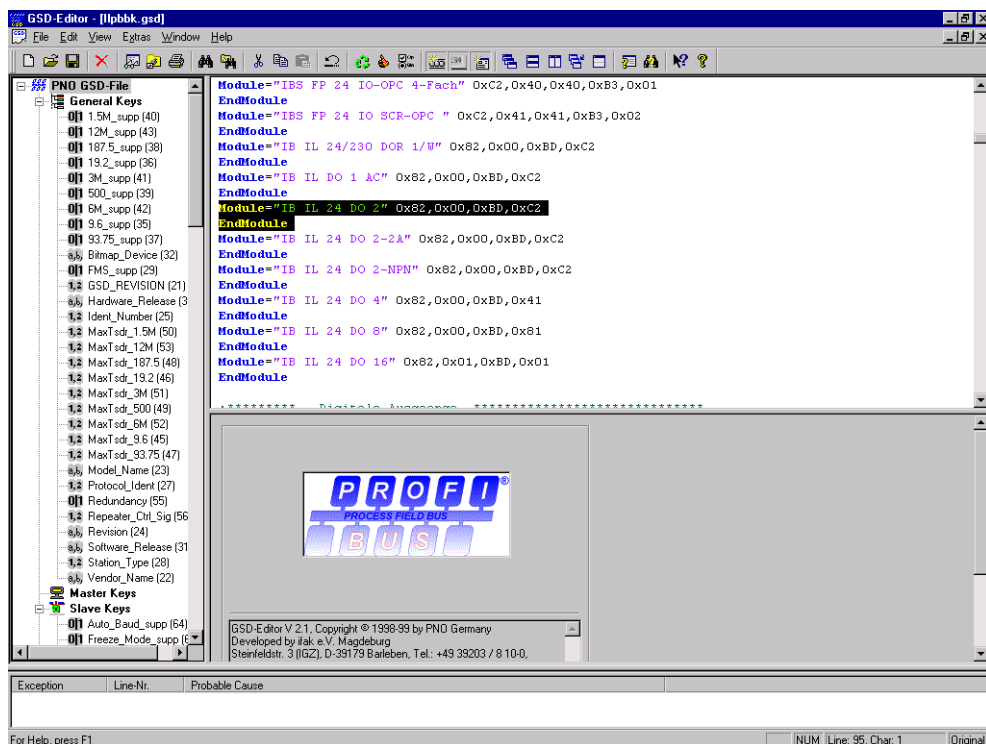 GSD-Editor - [Ilpbbk.gsd]
File Edit View Extras Window Help
PNO GSD-File
General Keys
1.5M_supp (40)
12M_supp (43)
187.5_supp (38)
19.2_supp (36)
3M_supp (41)
500_supp (39)
6M_supp (42)
9.6_supp (35)
93.75_supp (37)
Bitmap_Device (32)
FMS_supp (29)
GSD_REVISION (21)
Hardware_Release (3
Ident_Number (25)
MaxTsdr_1.5M (50)
MaxTsdr_12M (53)
MaxTsdr_187.5 (48)
MaxTsdr_19.2 (46)
MaxTsdr_3M (51)
MaxTsdr_500 (49)
MaxTsdr_6M (52)
MaxTsdr_9.6 (45)
MaxTsdr_93.75 (47)
Model_Name (23)
Protocol_Ident (27)
Redundancy (55)
Repeater_Ctrl_Sig (56
Revision (24)
Software_Release (31
Station_Type (28)
Vendor_Name (22)
Master Keys
Slave Keys
Auto_Baud_supp (64)
Freeze_Mode_supp (6
Module="IBS FP 24 IO-OPC 4-Fach" 0xC2,0x40,0x40,0xB3,0x01
EndModule
Module="IBS FP 24 IO SCR-OPC " 0xC2,0x41,0x41,0xB3,0x02
EndModule
Module="IB IL 24/230 DOR 1/W" 0x82,0x00,0xBD,0xC2
EndModule
Module="IB IL DO 1 AC" 0x82,0x00,0xBD,0xC2
EndModule
Module="IB IL 24 DO 2" 0x82,0x00,0xBD,0xC2
EndModule
Module="IB IL 24 DO 2-2A" 0x82,0x00,0xBD,0xC2
EndModule
Module="IB IL 24 DO 2-NPN" 0x82,0x00,0xBD,0xC2
EndModule
Module="IB IL 24 DO 4" 0x82,0x00,0xBD,0x41
EndModule
Module="IB IL 24 DO 8" 0x82,0x00,0xBD,0x81
EndModule
Module="IB IL 24 DO 16" 0x82,0x01,0xBD,0x01
EndModule
PROFI®
PROCESS FIELD BUS
BUS
GSD-Editor V 2.1, Copyright © 1998-99 by PNO Germany
Developed by ifak e.V. Magdeburg
Steinfeldstr. 3 (IGZ), D-39179 Barleben, Tel.: +49 39203 / 8 10-0,
Exception Line-Nr. Probable Cause
For Help, press F1 NUM Line: 95, Char: 1 Original